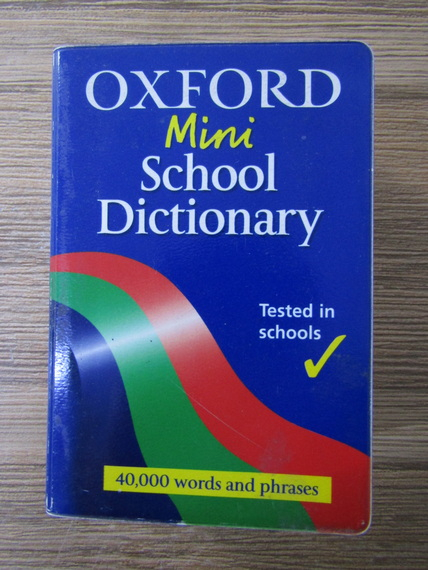 OXFORD
Mini
School
Dictionary
Tested in
schools
40,000 words and phrases